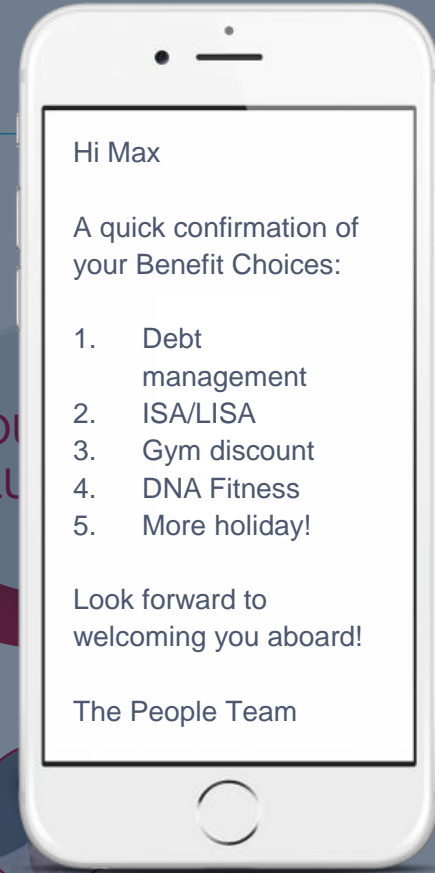 Hi Max
A quick confirmation of
your Benefit Choices:
1. Debt
management
2. ISA/LISA
3. Gym discount
4. DNA Fitness
5. More holiday!
Look forward to
welcoming you aboard!
The People Team